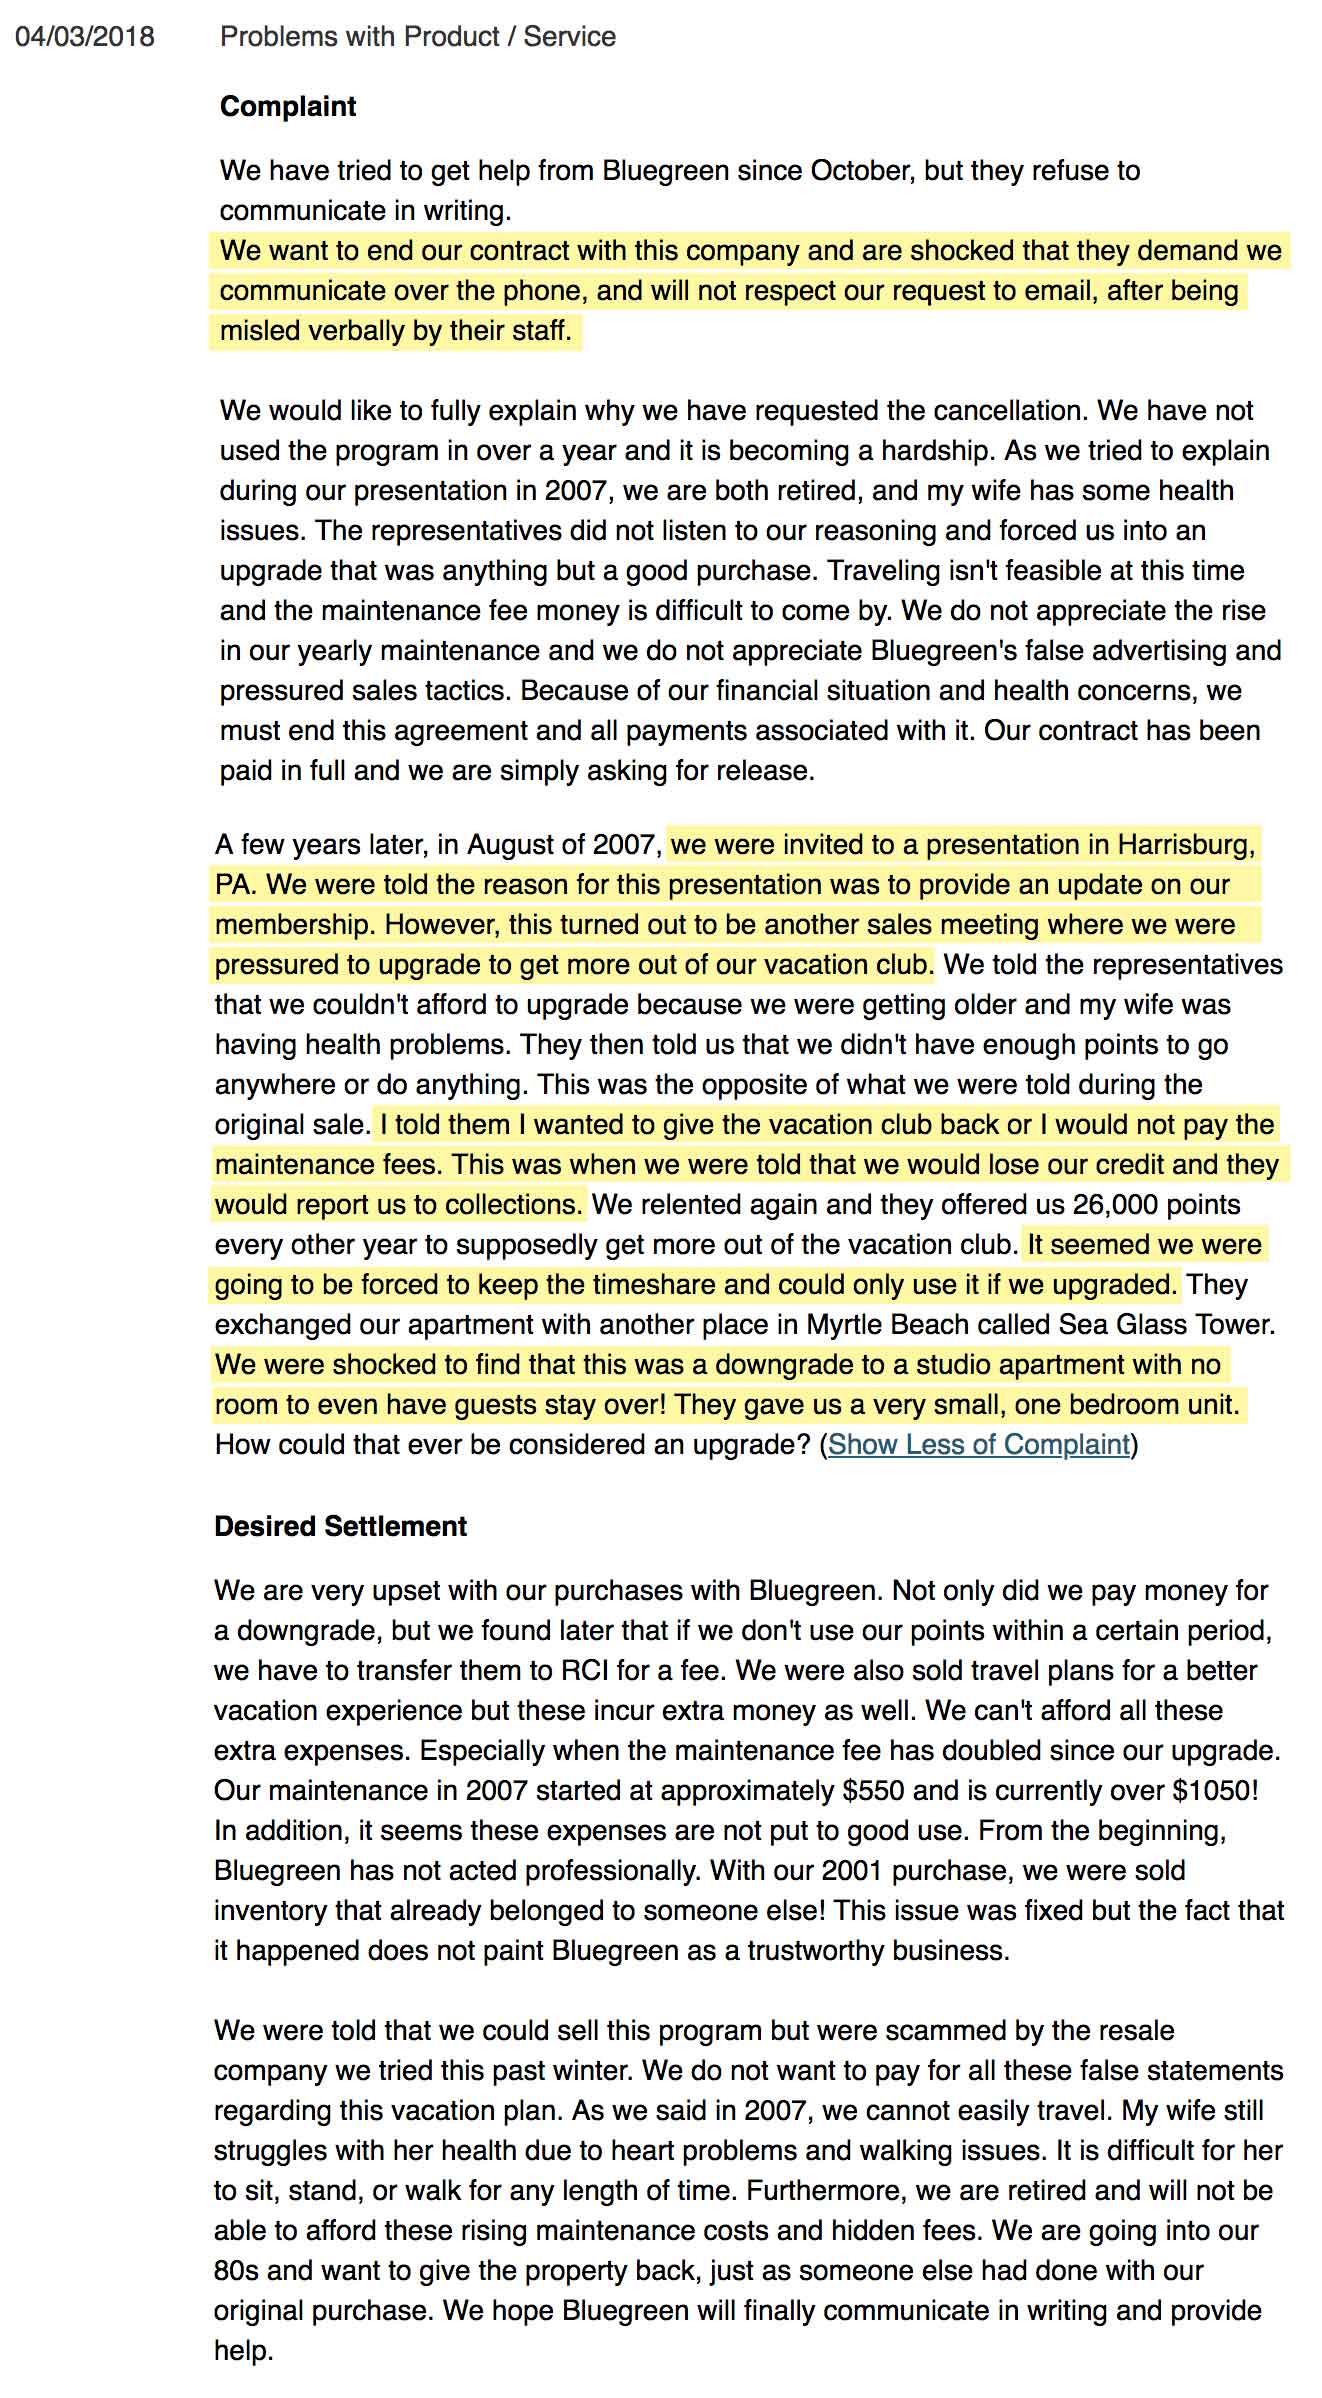 04/03/2018 Problems with Product / Service
Complaint
We have tried to get help from Bluegreen since October, but they refuse to
communicate in writing.
We want to end our contract with this company and are shocked that they demand we
communicate over the phone, and will not respect our request to email, after being
misled verbally by their staff.
We would like to fully explain why we have requested the cancellation. We have not
used the program in over a year and it is becoming a hardship. As we tried to explain
during our presentation in 2007, we are both retired, and my wife has some health
issues. The representatives did not listen to our reasoning and forced us into an
upgrade that was anything but a good purchase. Traveling isn't feasible at this time
and the maintenance fee money is difficult to come by. We do not appreciate the rise
in our yearly maintenance and we do not appreciate Bluegreen's false advertising and
pressured sales tactics. Because of our financial situation and health concerns, we
must end this agreement and all payments associated with it. Our contract has been
paid in full and we are simply asking for release.
A few years later, in August of 2007, we were invited to a presentation in Harrisburg,
PA. We were told the reason for this presentation was to provide an update on our
membership. However, this turned out to be another sales meeting where we were
pressured to upgrade to get more out of our vacation club. We told the representatives
that we couldn't afford to upgrade because we were getting older and my wife was
having health problems. They then told us that we didn't have enough points to go
anywhere or do anything. This was the opposite of what we were told during the
original sale. I told them I wanted to give the vacation club back or I would not pay the
maintenance fees. This was when we were told that we would lose our credit and they
would report us to collections. We relented again and they offered us 26,000 points
every other year to supposedly get more out of the vacation club. It seemed we were
going to be forced to keep the timeshare and could only use it if we upgraded. They
exchanged our apartment with another place in Myrtle Beach called Sea Glass Tower.
We were shocked to find that this was a downgrade to a studio apartment with no
room to even have guests stay over! They gave us a very small, one bedroom unit.
How could that ever be considered an upgrade? (Show Less of Complaint)
Desired Settlement
We are very upset with our purchases with Bluegreen. Not only did we pay money for
a downgrade, but we found later that if we don't use our points within a certain period,
we have to transfer them to RCI for a fee. We were also sold travel plans for a better
vacation experience but these incur extra money as well. We can't afford all these
extra expenses. Especially when the maintenance fee has doubled since our upgrade.
Our maintenance in 2007 started at approximately $550 and is currently over $1050!
In addition, it seems these expenses are not put to good use. From the beginning,
Bluegreen has not acted professionally. With our 2001 purchase, we were sold
inventory that already belonged to someone else! This issue was fixed but the fact that
it happened does not paint Bluegreen as a trustworthy business.
We were told that we could sell this program but were scammed by the resale
company we tried this past winter. We do not want to pay for all these false statements
regarding this vacation plan. As we said in 2007, we cannot easily travel. My wife still
struggles with her health due to heart problems and walking issues. It is difficult for her
to sit, stand, or walk for any length of time. Furthermore, we are retired and will not be
able to afford these rising maintenance costs and hidden fees. We are going into our
80s and want to give the property back, just as someone else had done with our
original purchase. We hope Bluegreen will finally communicate in writing and provide
help.